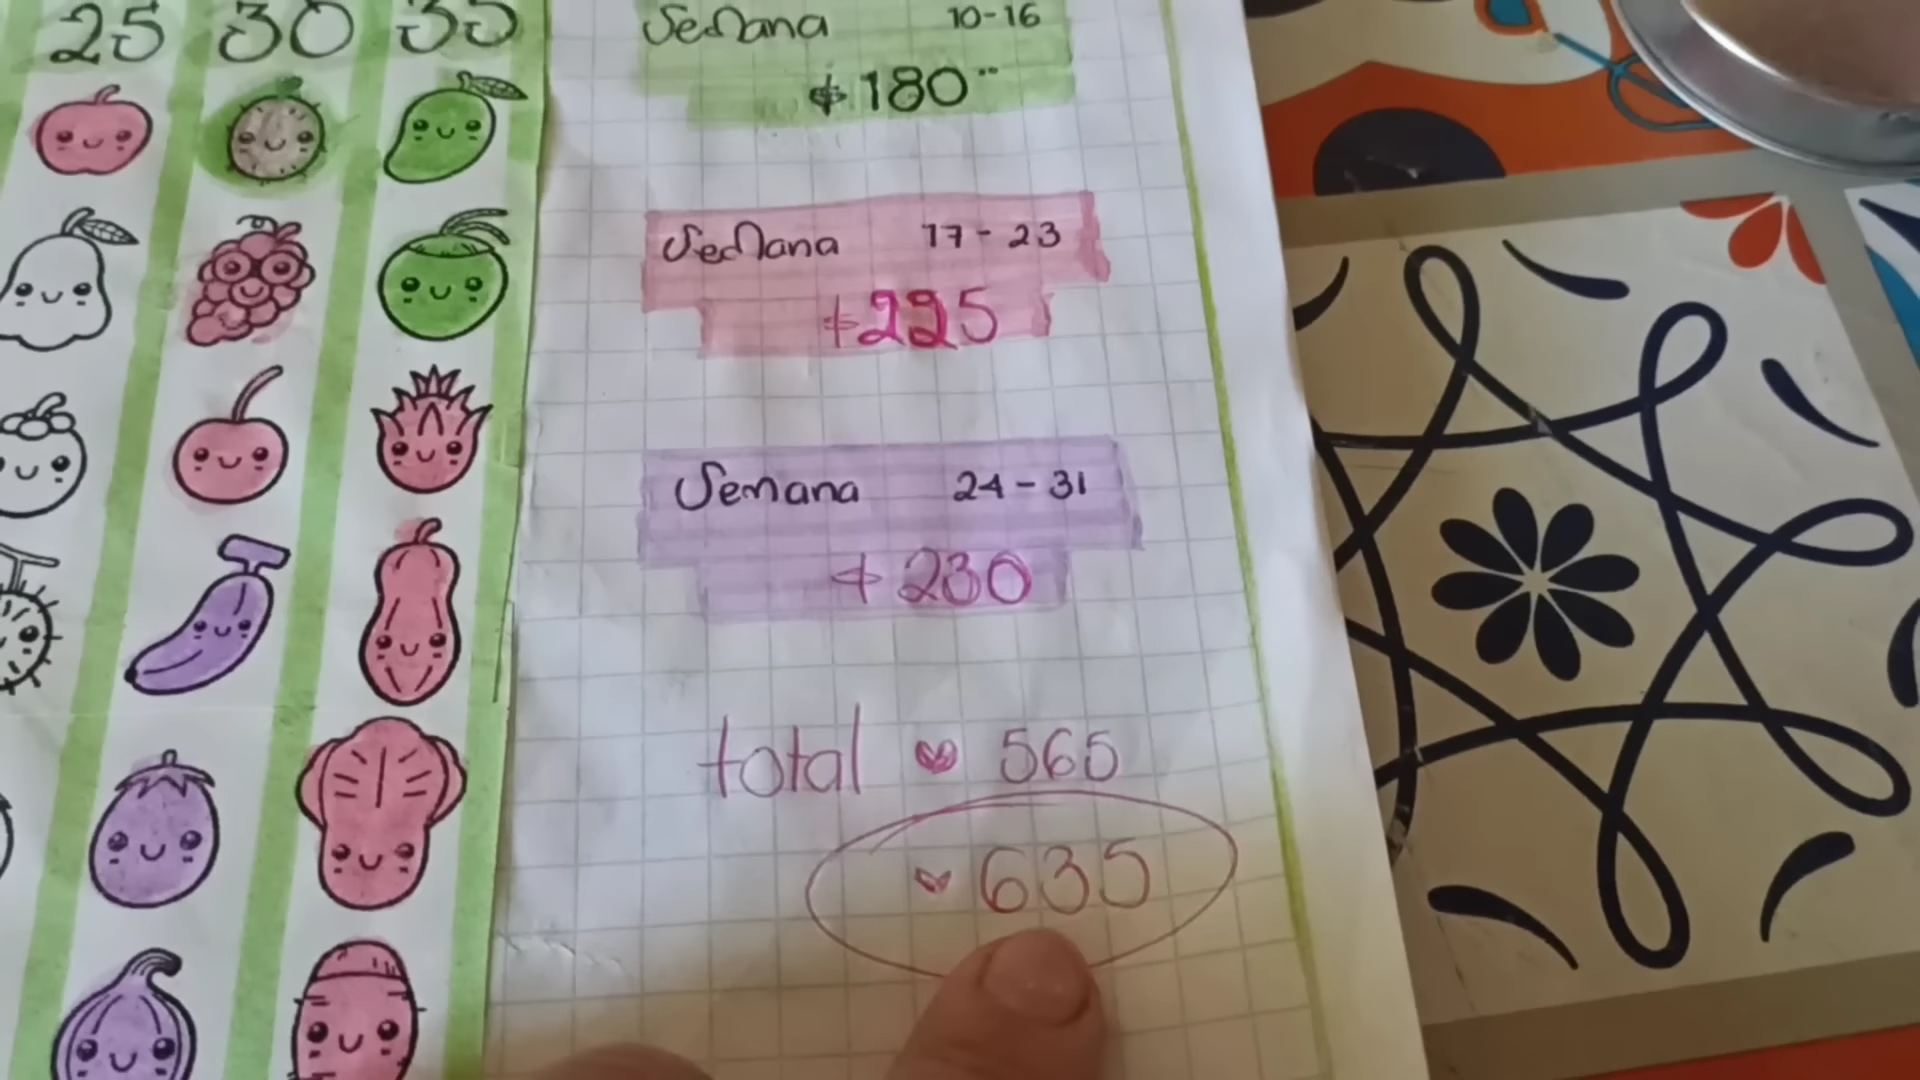 25 30 35
Semana 10-16
$180
Semana 17-23
+225
Semana 24-31
+230
total 565
635